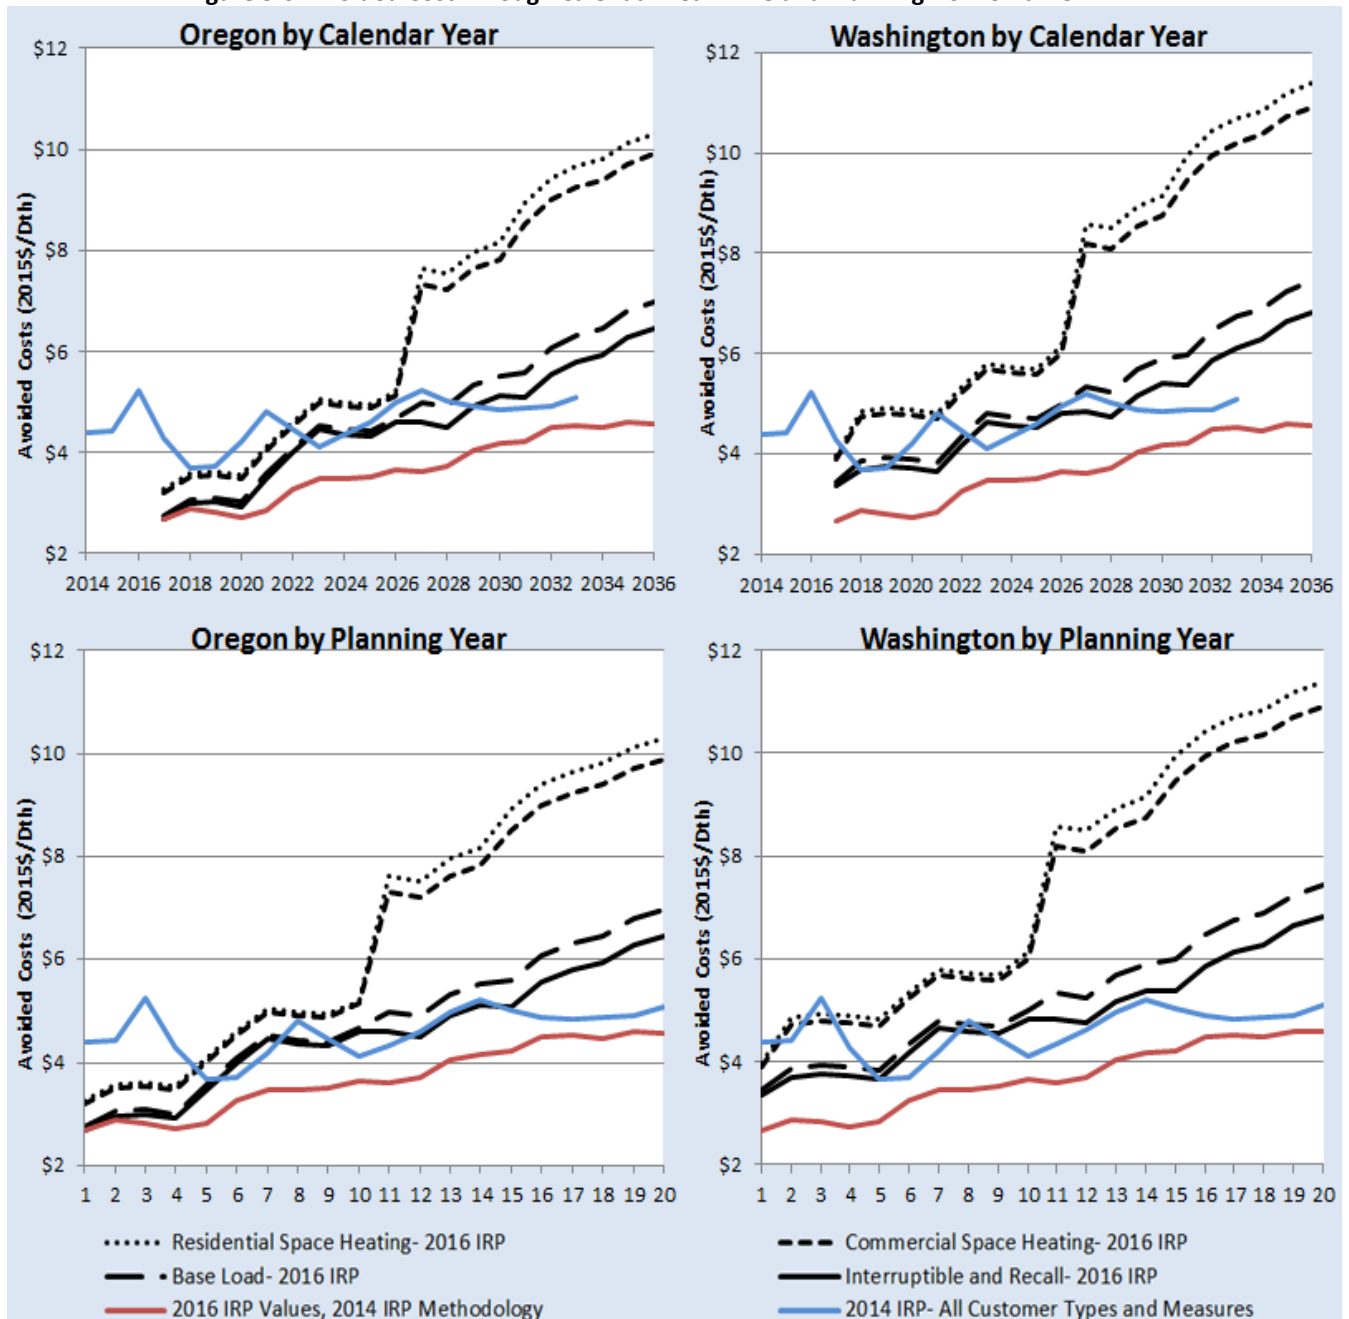 Oregon by Calendar Year
$12
$10
$8
$6
$4
$2
Avoided Costs (2015$/Dth)
2014 2016 2018 2020 2022 2024 2026 2028 2030 2032 2034 2036
Washington by Calendar Year
$12
$10
$8
$6
$4
$2
Avoided Costs (2015$/Dth)
2014 2016 2018 2020 2022 2024 2026 2028 2030 2032 2034 2036
Oregon by Planning Year
$12
$10
$8
$6
$4
$2
Avoided Costs (2015$/Dth)
1 2 3 4 5 6 7 8 9 10 11 12 13 14 15 16 17 18 19 20
Washington by Planning Year
$12
$10
$8
$6
$4
$2
Avoided Costs (2015$/Dth)
1 2 3 4 5 6 7 8 9 10 11 12 13 14 15 16 17 18 19 20
Residential Space Heating- 2016 IRP
Commercial Space Heating- 2016 IRP
Base Load- 2016 IRP
Interruptible and Recall- 2016 IRP
2016 IRP Values, 2014 IRP Methodology
2014 IRP- All Customer Types and Measures